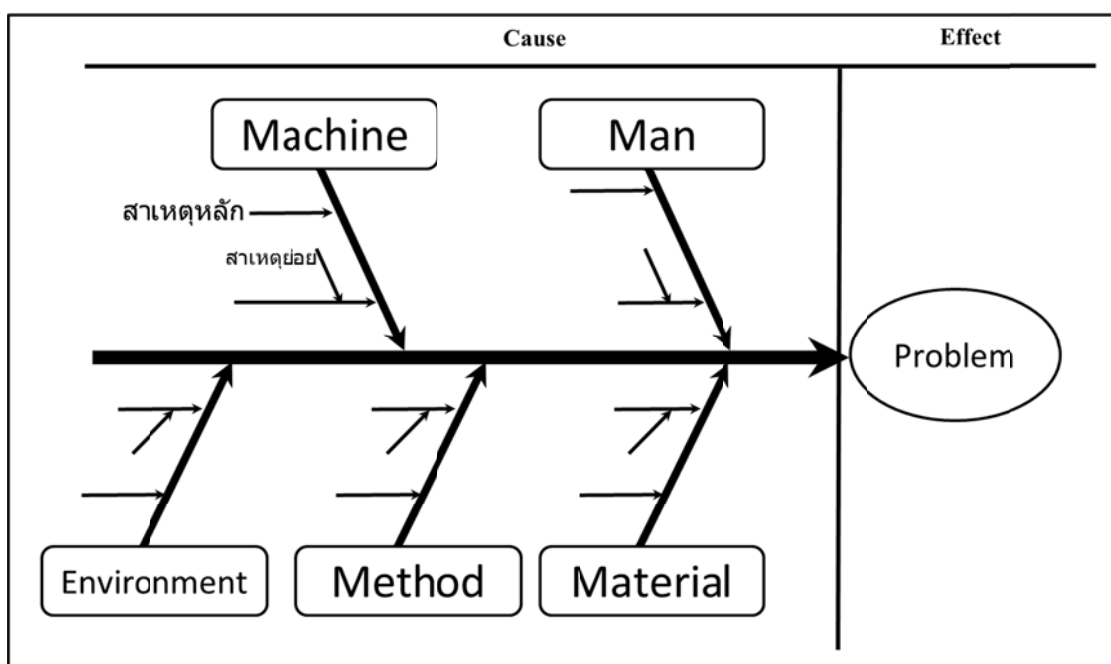 Cause
Effect
Machine
Man
สาเหตุหลัก
สาเหตุย่อย
Problem
Environment
Method
Material